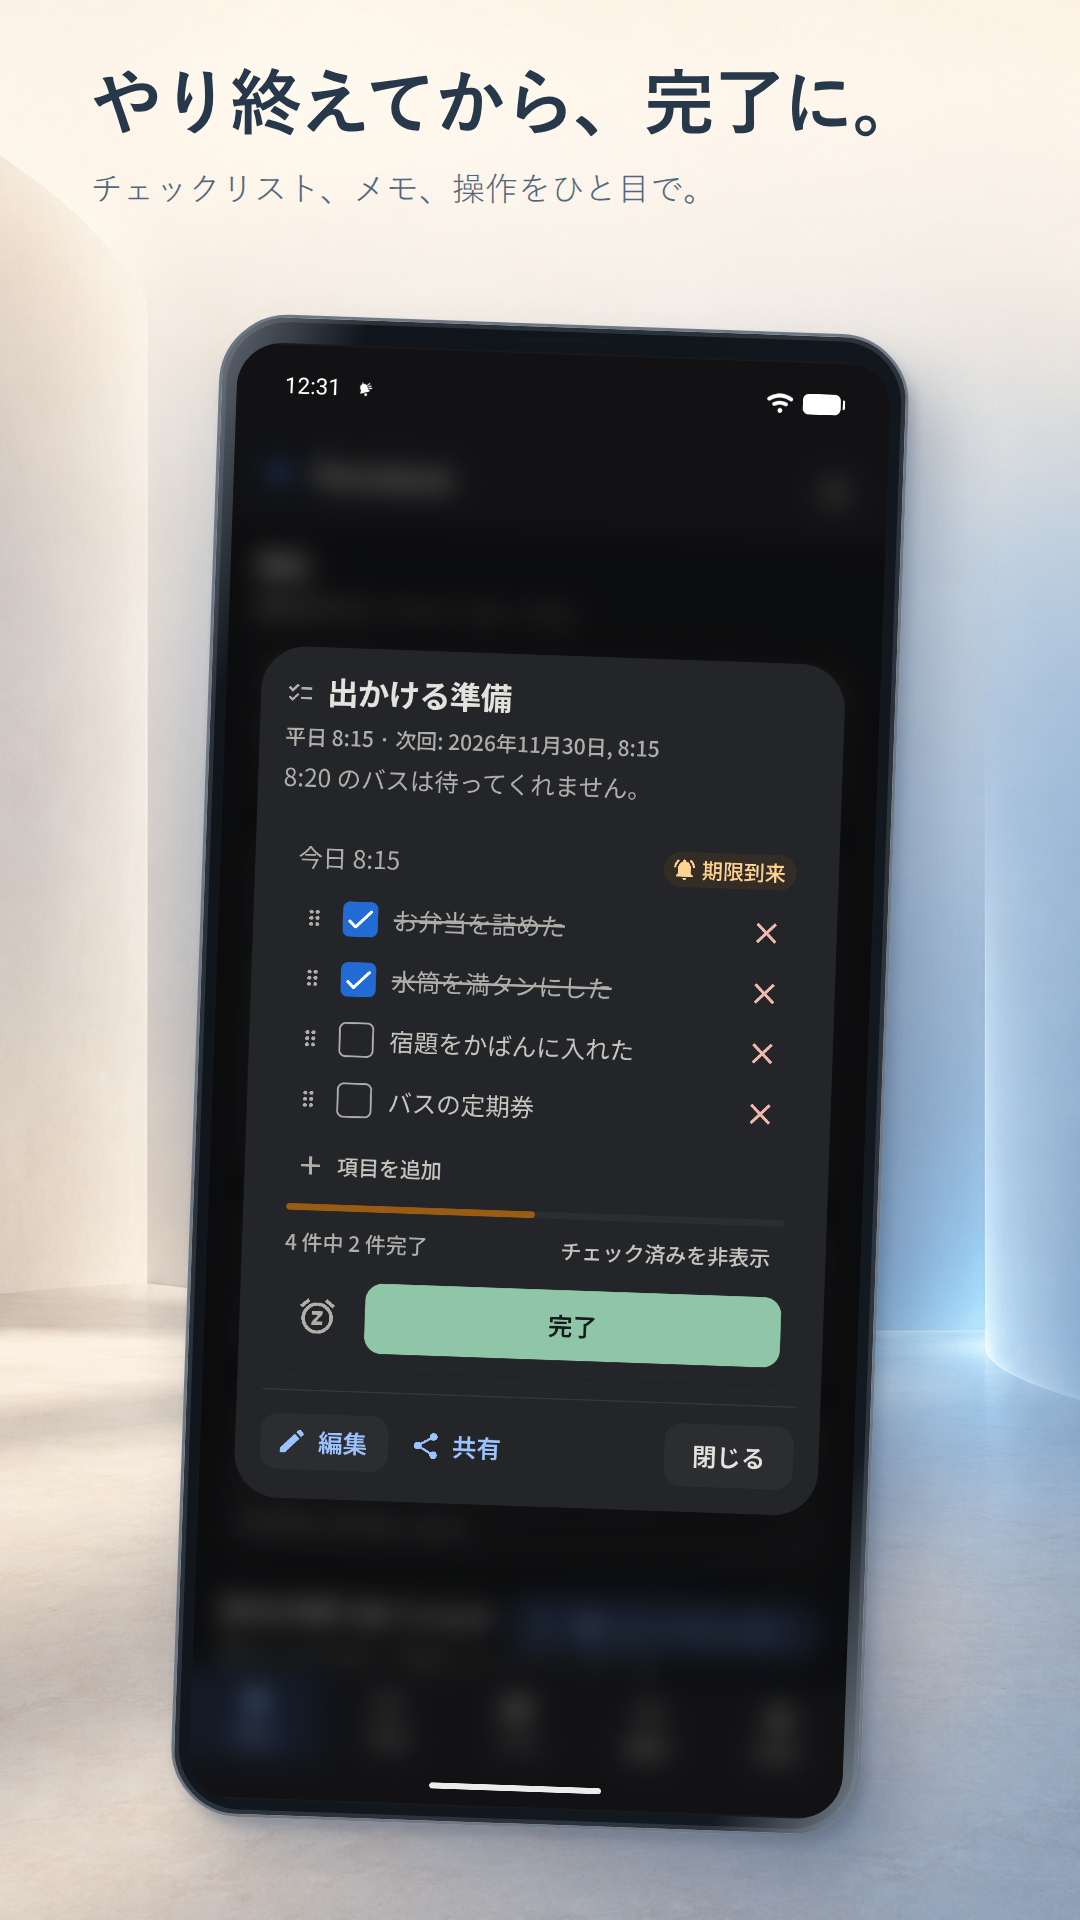 やり終えてから、完了に。
チェックリスト、メモ、操作をひと目で。
12:31
出かける準備
平日 8:15 · 次回: 2026年11月30日, 8:15
8:20 のバスは待ってくれません。
今日 8:15
期限到来
お弁当を詰めた
水筒を満タンにした
宿題をかばんに入れた
バスの定期券
項目を追加
4 件中 2 件完了
チェック済みを非表示
完了
編集
共有
閉じる